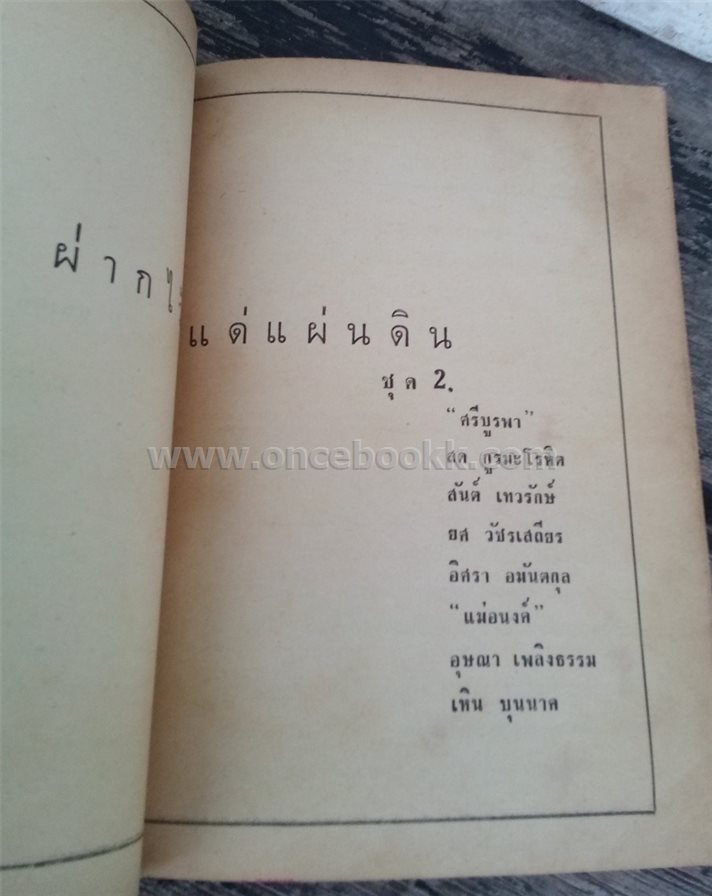 ผ่าก
แด่แผ่นดิน
ชุด 2.
"ศรีบูรพา"
www.oncebookk.com
สด กูรมะโรหิต
สันต์ เทวรักษ์
ยศ วัชรเสถียร
อิศรา อมันตกุล
"แม่อนงค์"
อุษณา เพลิงธรรม
เหิน บุนนาค